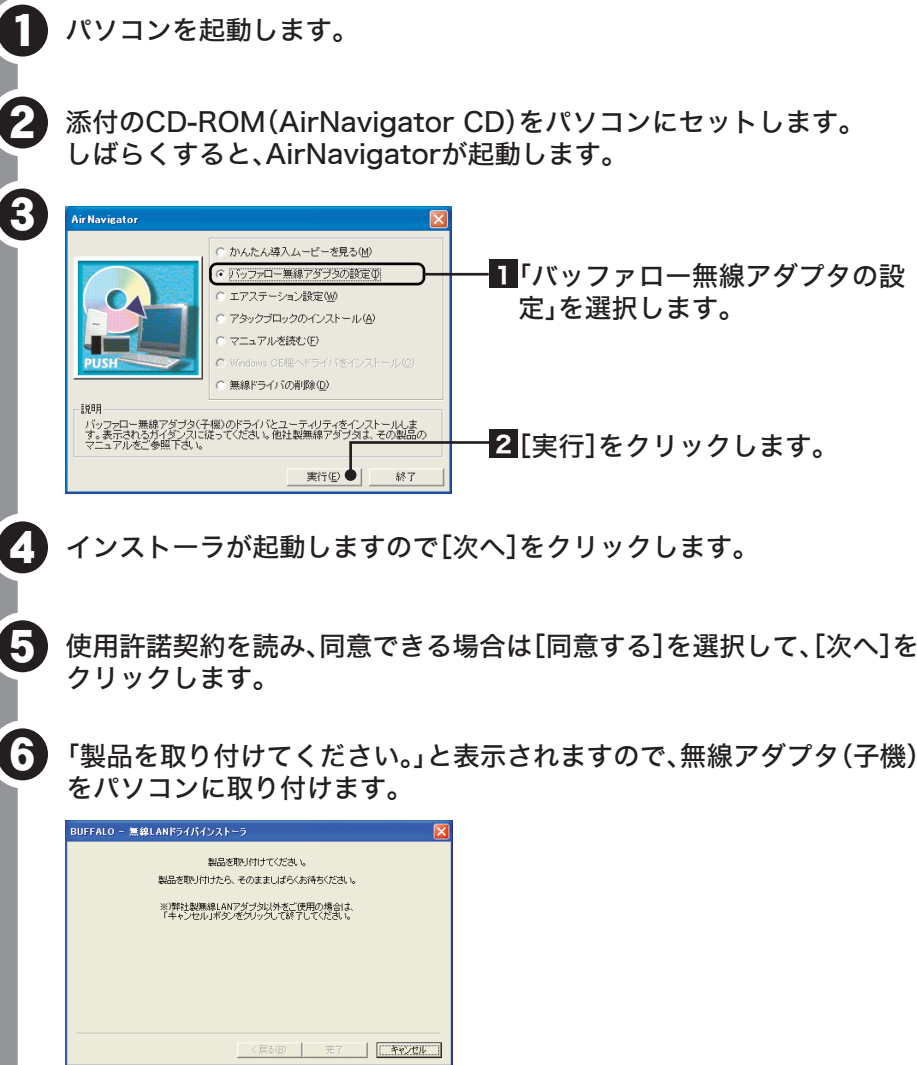 1 パソコンを起動します。
2 添付のCD-ROM(AirNavigator CD)をパソコンにセットします。
しばらくすると、AirNavigatorが起動します。
3
AirNavigator
かんたん導入ムービーを見る(M)
バッファロー無線アダプタの設定(I)
エアステーション設定(W)
アタックブロックのインストール(A)
マニュアルを読む(F)
Windows CE機へドライバをインストール(C)
無線ドライバの削除(D)
PUSH
説明
バッファロー無線アダプタ(子機)のドライバとユーティリティをインストールしま
す。表示されるガイダンスに従ってください。他社製無線アダプタは、その製品の
マニュアルをご参照下さい。
実行(E)
終了
1「バッファロー無線アダプタの設
定」を選択します。
2[実行]をクリックします。
4 インストーラが起動しますので[次へ]をクリックします。
5 使用許諾契約を読み、同意できる場合は[同意する]を選択して、[次へ]を
クリックします。
6 「製品を取り付けてください。」と表示されますので、無線アダプタ(子機)
をパソコンに取り付けます。
BUFFALO - 無線LANドライバインストーラ
製品を取り付けてください。
製品を取り付けたら、そのまましばらくお待ちください。
※)弊社製無線LANアダプタ以外をご使用の場合は、
「キャンセル」ボタンをクリックして終了してください。
< 戻る(B)
完了
キャンセル